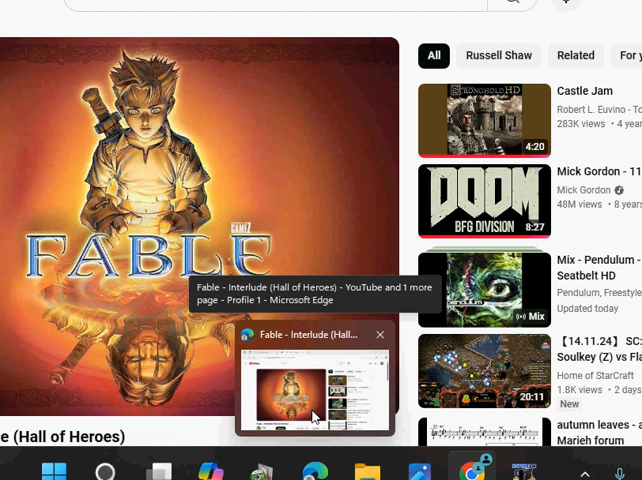 All
Russell Shaw
Related
For y
GAMEZ
FABLE
STRONGHOLD HD
4:20
Castle Jam
Robert L. Euvino - To
283K views • 4 year
DOOM
BFG DIVISION
8:27
Mick Gordon - 11
Mick Gordon
48M views • 8 years
Mix
Mix - Pendulum -
Seatbelt HD
Pendulum, Freestyle
Updated today
20:11
【14.11.24】 SC:
Soulkey (Z) vs Fla
Home of StarCraft
1.8K views • 2 days
New
autumn leaves - a
Marieh forum
Fable - Interlude (Hall of Heroes) - YouTube and 1 more
page - Profile 1 - Microsoft Edge
Fable - Interlude (Hall...
e (Hall of Heroes)